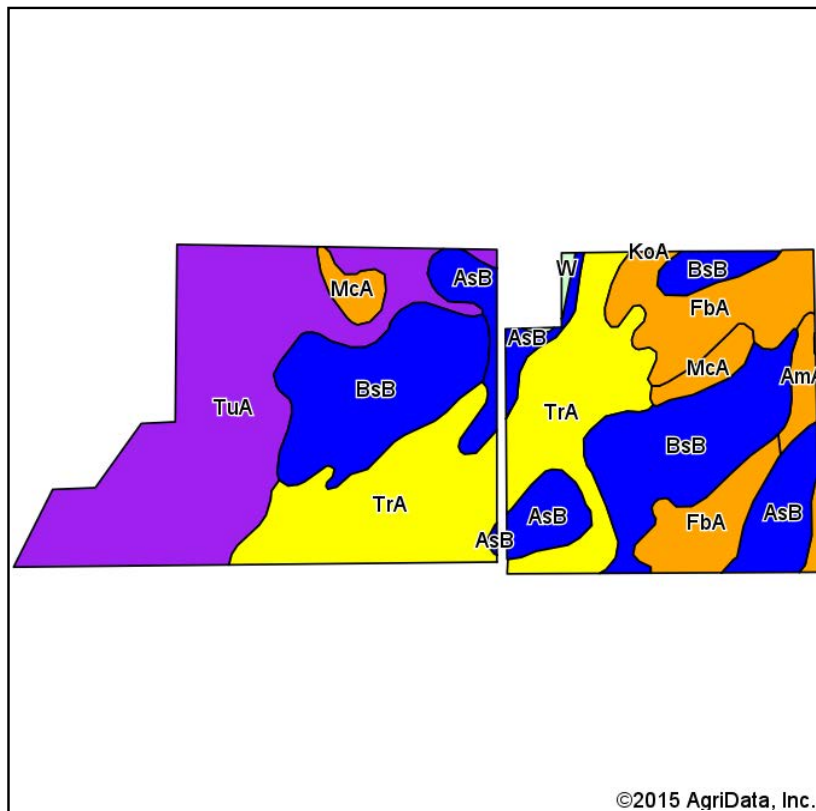 KoA
W
BsB
AsB
McA
FbA
AsB
McA
AmA
BsB
TuA
TrA
BsB
TrA
AsB
FbA
AsB
AsB
©2015 AgriData, Inc.